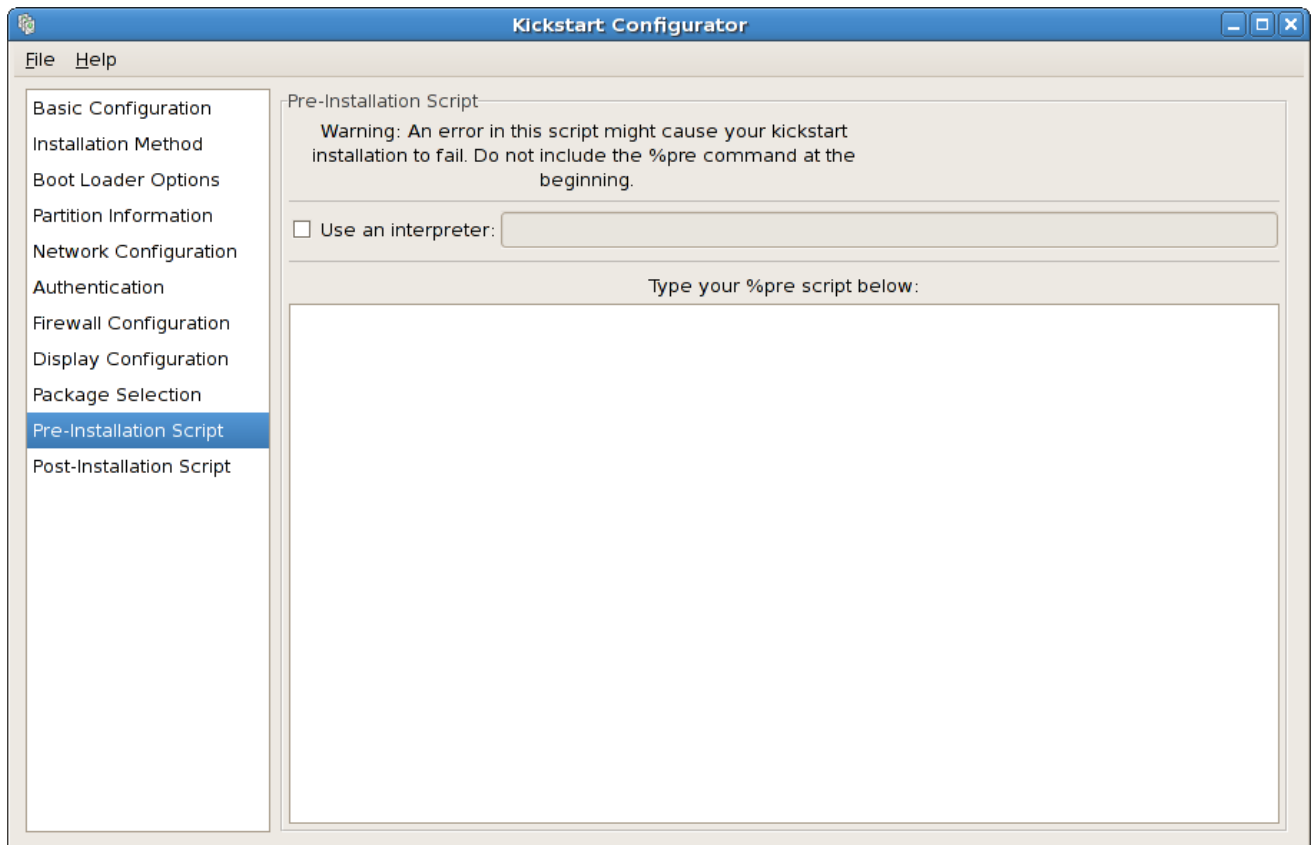 Kickstart Configurator
File Help
Basic Configuration
Installation Method
Boot Loader Options
Partition Information
Network Configuration
Authentication
Firewall Configuration
Display Configuration
Package Selection
Pre-Installation Script
Post-Installation Script
Pre-Installation Script
Warning: An error in this script might cause your kickstart
installation to fail. Do not include the %pre command at the
beginning.
Use an interpreter:
Type your %pre script below: